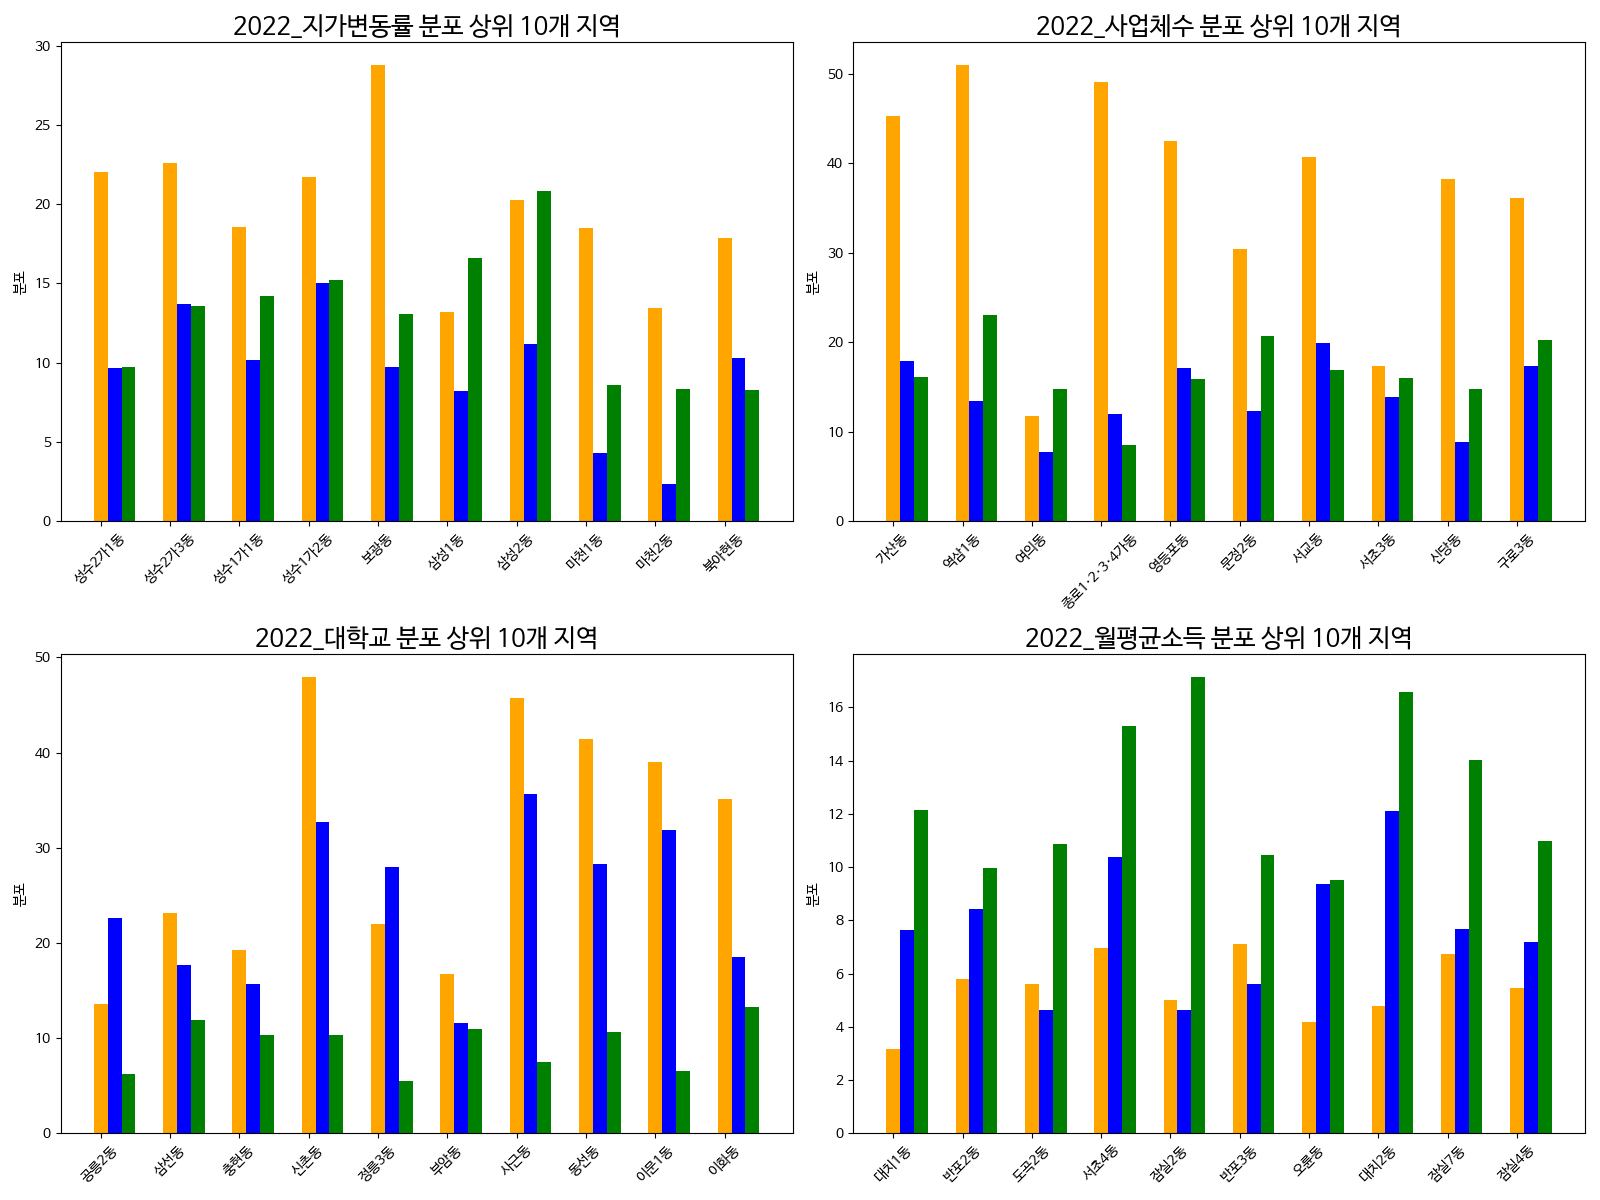 2022_지가변동률 분포 상위 10개 지역
30
25
20
15
10
5
0
분포
성수2가1동
성수2가3동
성수1가1동
성수1가2동
보광동
삼성1동
삼성2동
마천1동
마천2동
북아현동
2022_사업체수 분포 상위 10개 지역
50
40
30
20
10
0
분포
가산동
역삼1동
여의동
종로1·2·3·4가동
영등포동
문정2동
서교동
서초3동
신당동
구로3동
2022_대학교 분포 상위 10개 지역
50
40
30
20
10
0
분포
공릉2동
삼선동
충현동
신촌동
정릉3동
부암동
사근동
동선동
이문1동
이화동
2022_월평균소득 분포 상위 10개 지역
16
14
12
10
8
6
4
2
0
분포
대치1동
반포2동
도곡2동
서초4동
잠실2동
반포3동
오륜동
대치2동
잠실7동
잠실4동